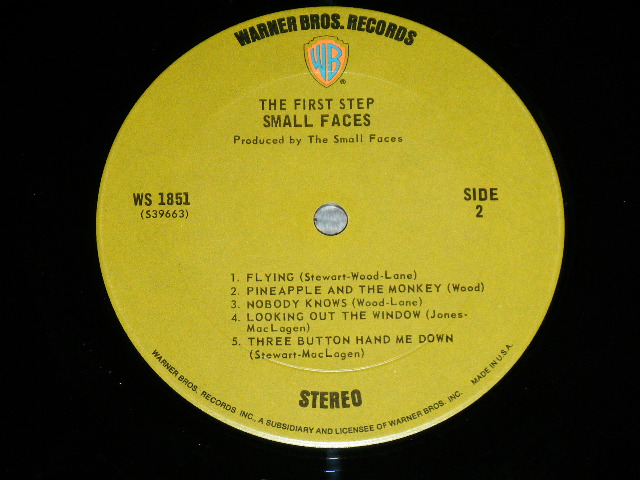 WARNER BROS. RECORDS
WB
®
THE FIRST STEP
SMALL FACES
Produced by The Small Faces
WS 1851
(S39663)
SIDE
2
1. FLYING (Stewart-Wood-Lane)
2. PINEAPPLE AND THE MONKEY (Wood)
3. NOBODY KNOWS (Wood-Lane)
4. LOOKING OUT THE WINDOW (Jones-
MacLagen)
5. THREE BUTTON HAND ME DOWN
(Stewart-MacLagen)
STEREO
WARNER BROS. RECORDS INC., A SUBSIDIARY AND LICENSEE OF WARNER BROS. INC. MADE IN U.S.A.